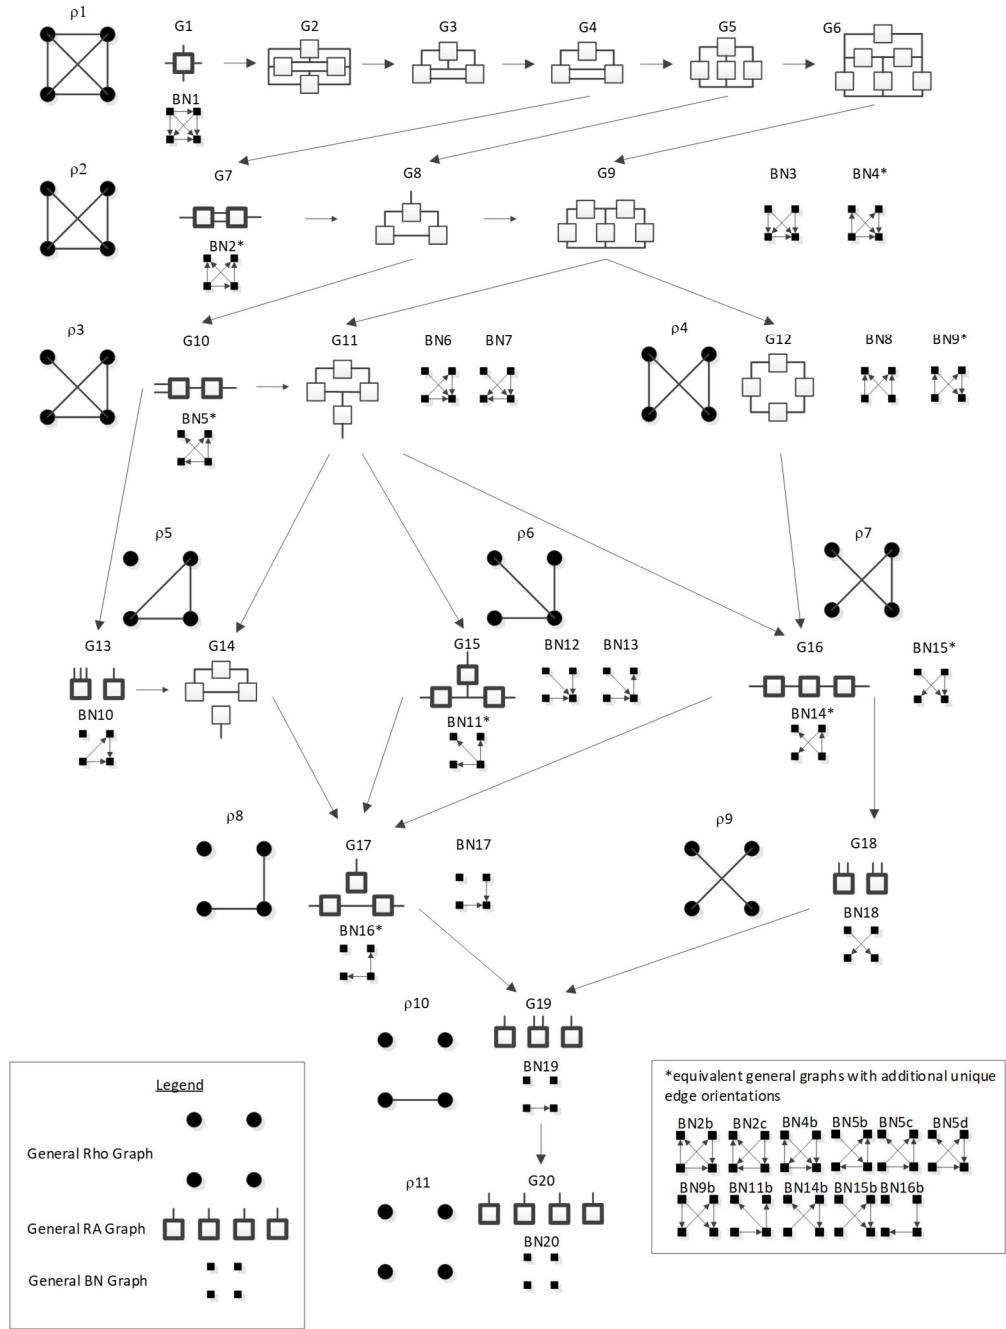 ρ1
G1
G2
G3
G4
G5
G6
BN1
ρ2
G7
G8
G9
BN3
BN4*
BN2*
ρ3
G10
G11
BN6
BN7
ρ4
G12
BN8
BN9*
BN5*
ρ5
ρ6
ρ7
G13
G14
G15
BN12
BN13
G16
BN15*
BN10
BN11*
BN14*
ρ8
G17
BN17
ρ9
G18
BN16*
BN18
ρ10
G19
BN19
ρ11
G20
BN20
Legend
General Rho Graph
General RA Graph
General BN Graph
*equivalent general graphs with additional unique
edge orientations
BN2b BN2c BN4b BN5b BN5c BN5d
BN9b BN11b BN14b BN15b BN16b